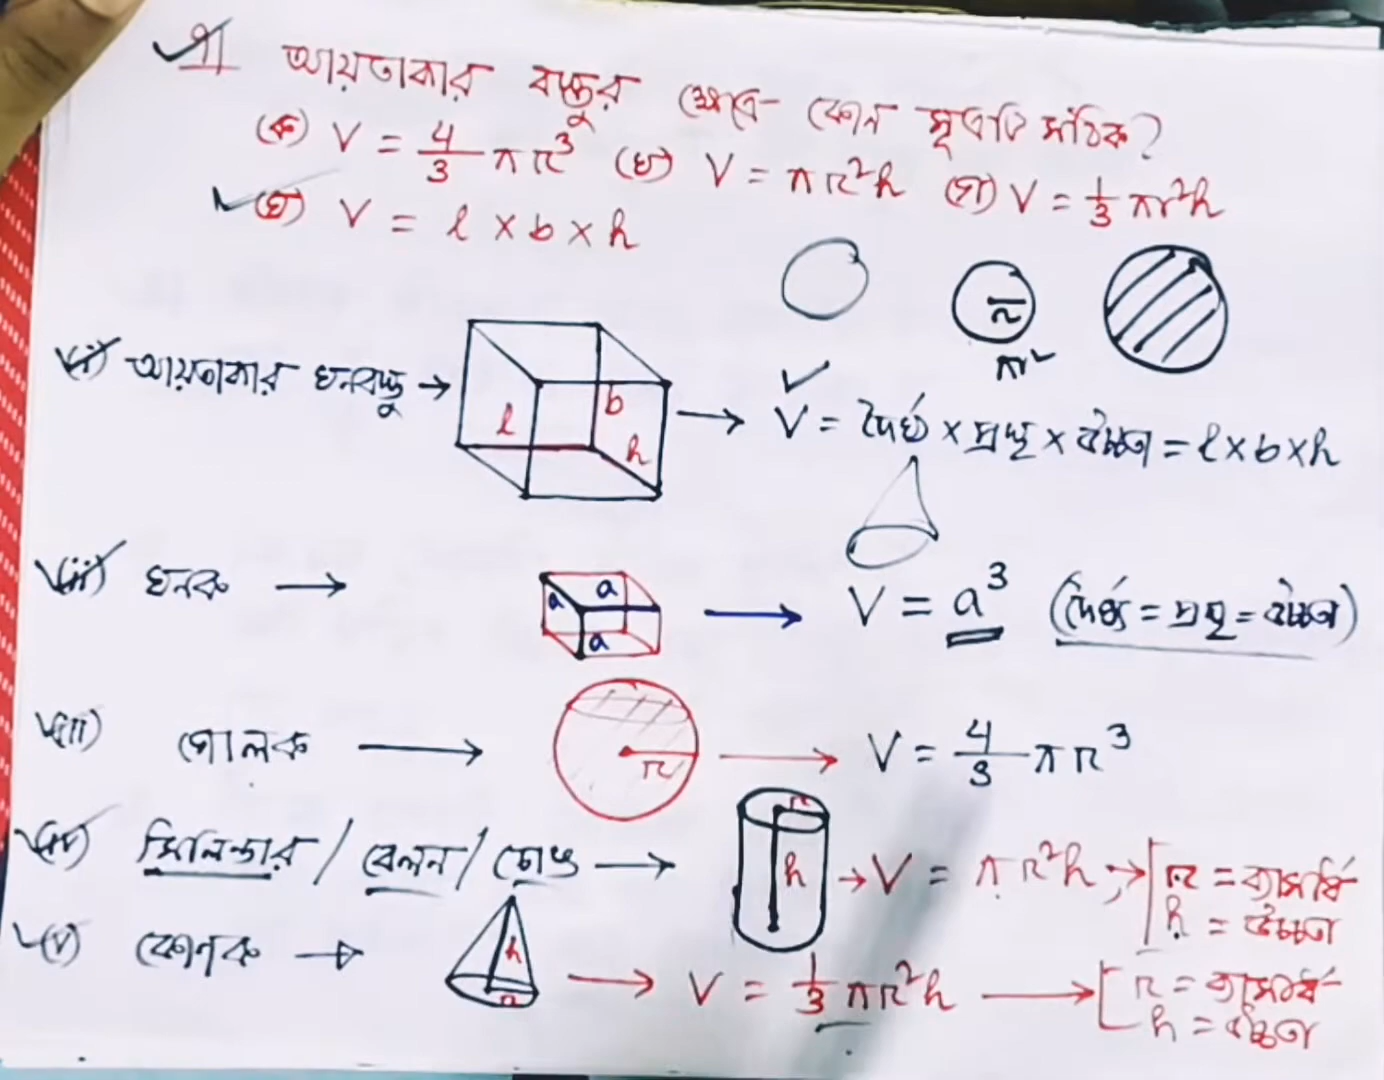 ৭। আয়তাকার বস্তুর ক্ষেত্রে কোন সূত্রটি সঠিক?
(ক) V = 4/3 πr³ (খ) V = πr²h (গ) V = 1/3 πr²h
(ঘ) V = l × b × h
r
πr²
(i) আয়তাকার ঘনবস্তু → l b h → V = দৈর্ঘ্য × প্রস্থ × উচ্চতা = l × b × h
(ii) ঘনক → a a a → V = a³ (দৈর্ঘ্য = প্রস্থ = উচ্চতা)
(iii) গোলক → r → V = 4/3 πr³
(iv) সিলিন্ডার / বেলন / চোঙ → r h → V = πr²h → r = ব্যাসার্ধ
h = উচ্চতা
(v) কোনক → h r → V = 1/3 πr²h → r = ব্যাসার্ধ
h = উচ্চতা